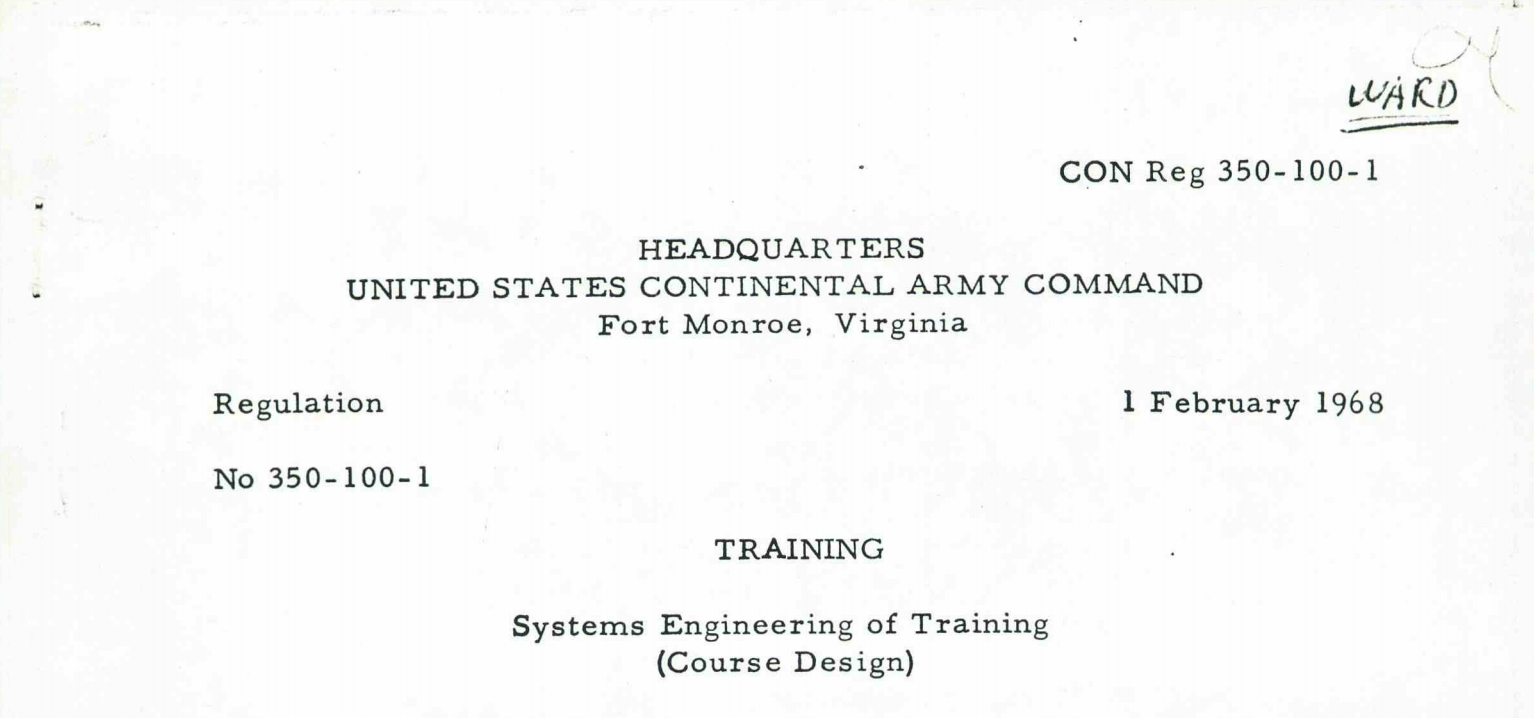 WARD
CON Reg 350-100-1
HEADQUARTERS
UNITED STATES CONTINENTAL ARMY COMMAND
Fort Monroe, Virginia
Regulation 1 February 1968
No 350-100-1
TRAINING
Systems Engineering of Training
(Course Design)